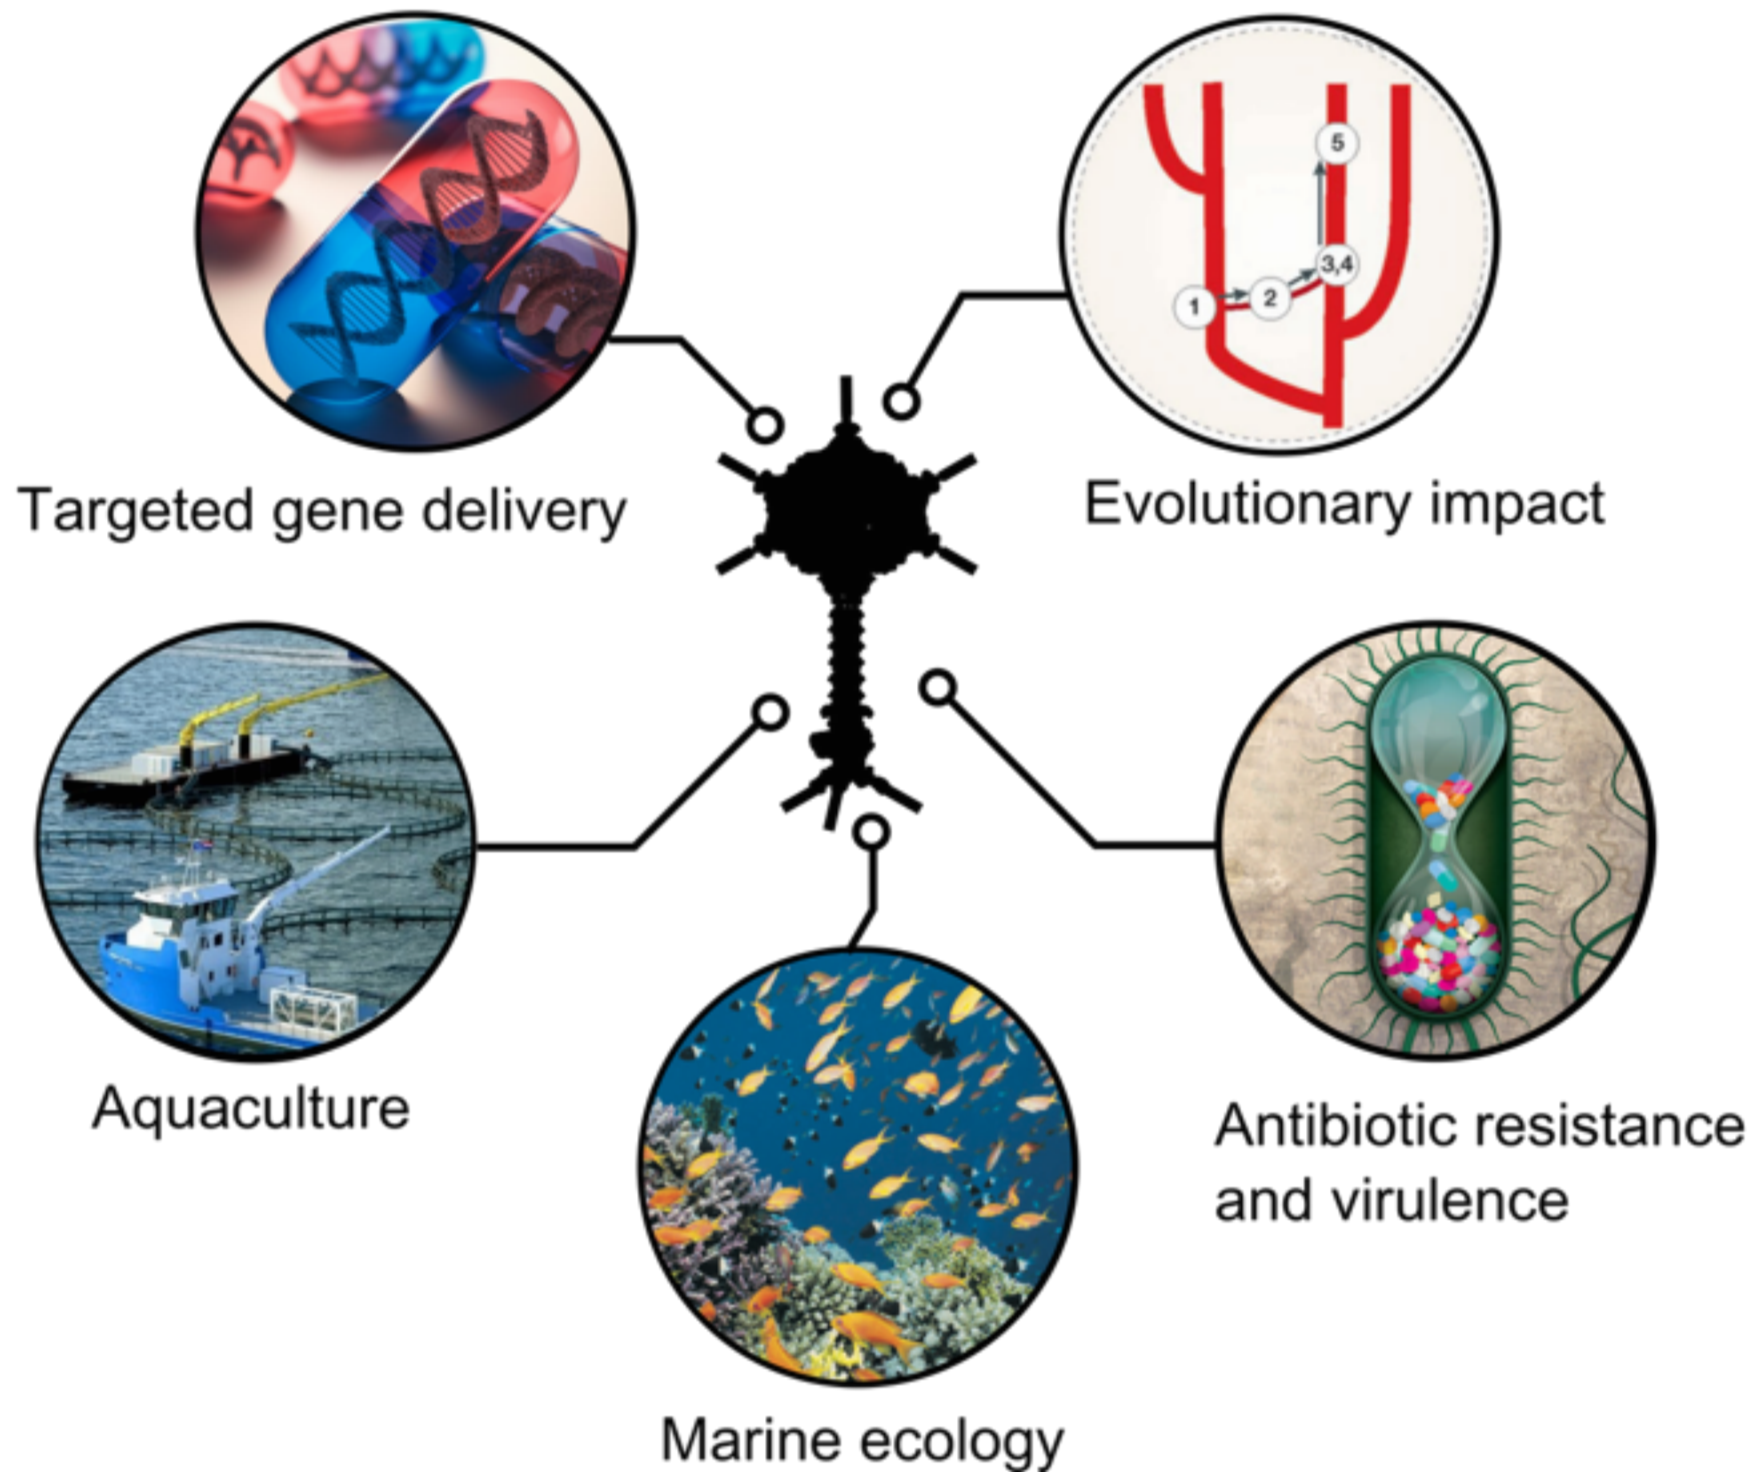 5
3,4
1
2
Targeted gene delivery
Evolutionary impact
Aquaculture
Antibiotic resistance
and virulence
Marine ecology